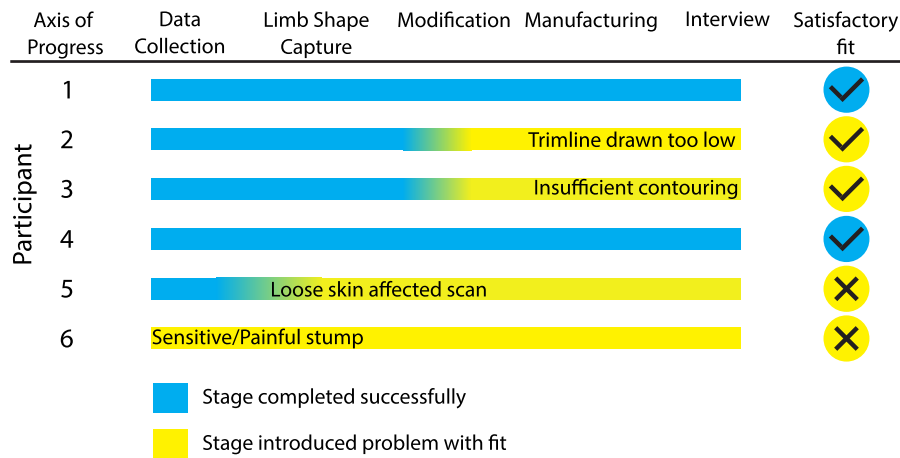 Axis of Progress
Data Collection
Limb Shape Capture
Modification
Manufacturing
Interview
Satisfactory fit
Participant
1
2 Trimline drawn too low
3 Insufficient contouring
4
5 Loose skin affected scan
6 Sensitive/Painful stump
Stage completed successfully
Stage introduced problem with fit